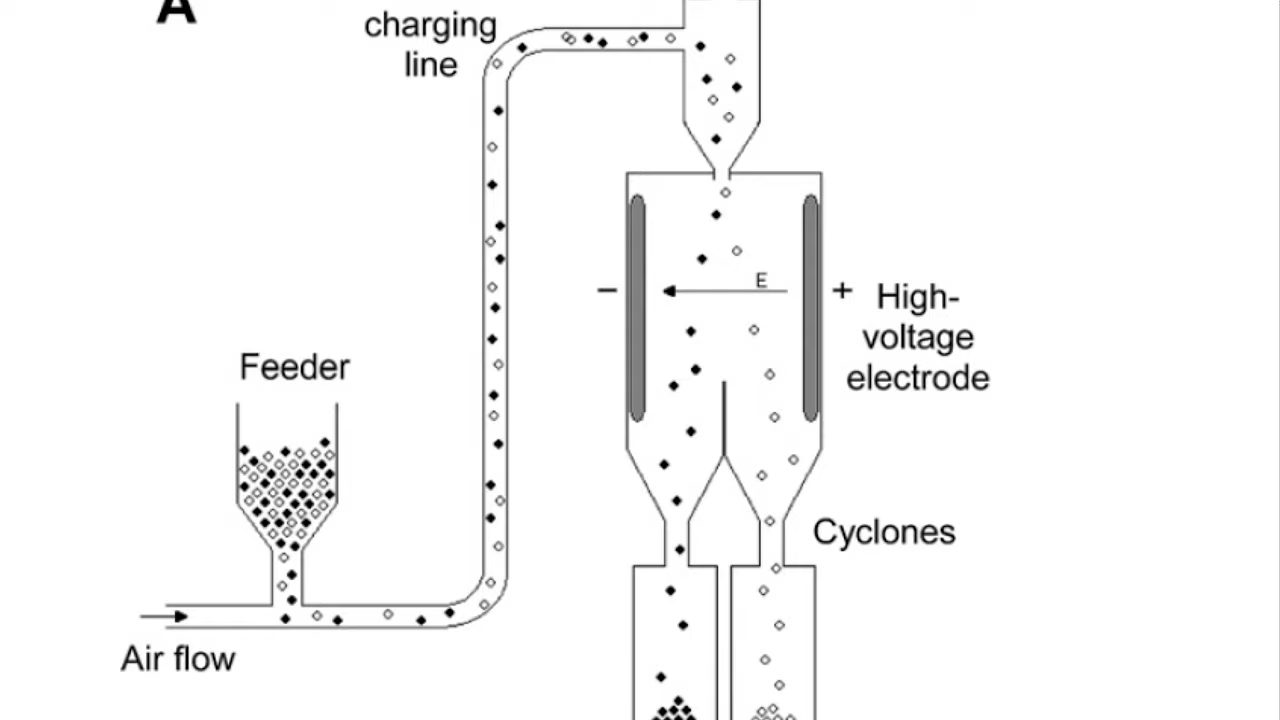 A
charging
line
E
− +
High-
voltage
electrode
Feeder
Cyclones
Air flow